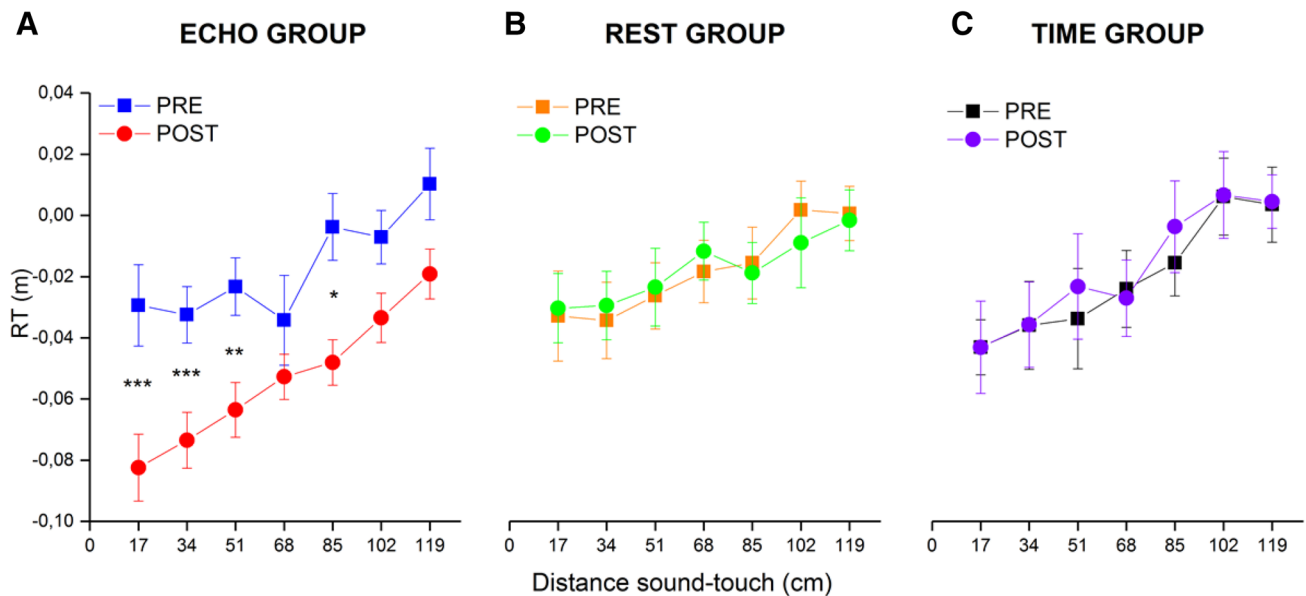 A ECHO GROUP
B REST GROUP
C TIME GROUP
PRE
POST
PRE
POST
PRE
POST
RT (m)
0,04
0,02
0,00
-0,02
-0,04
-0,06
-0,08
-0,10
***
***
**
*
0 17 34 51 68 85 102 119
0 17 34 51 68 85 102 119
0 17 34 51 68 85 102 119
Distance sound-touch (cm)